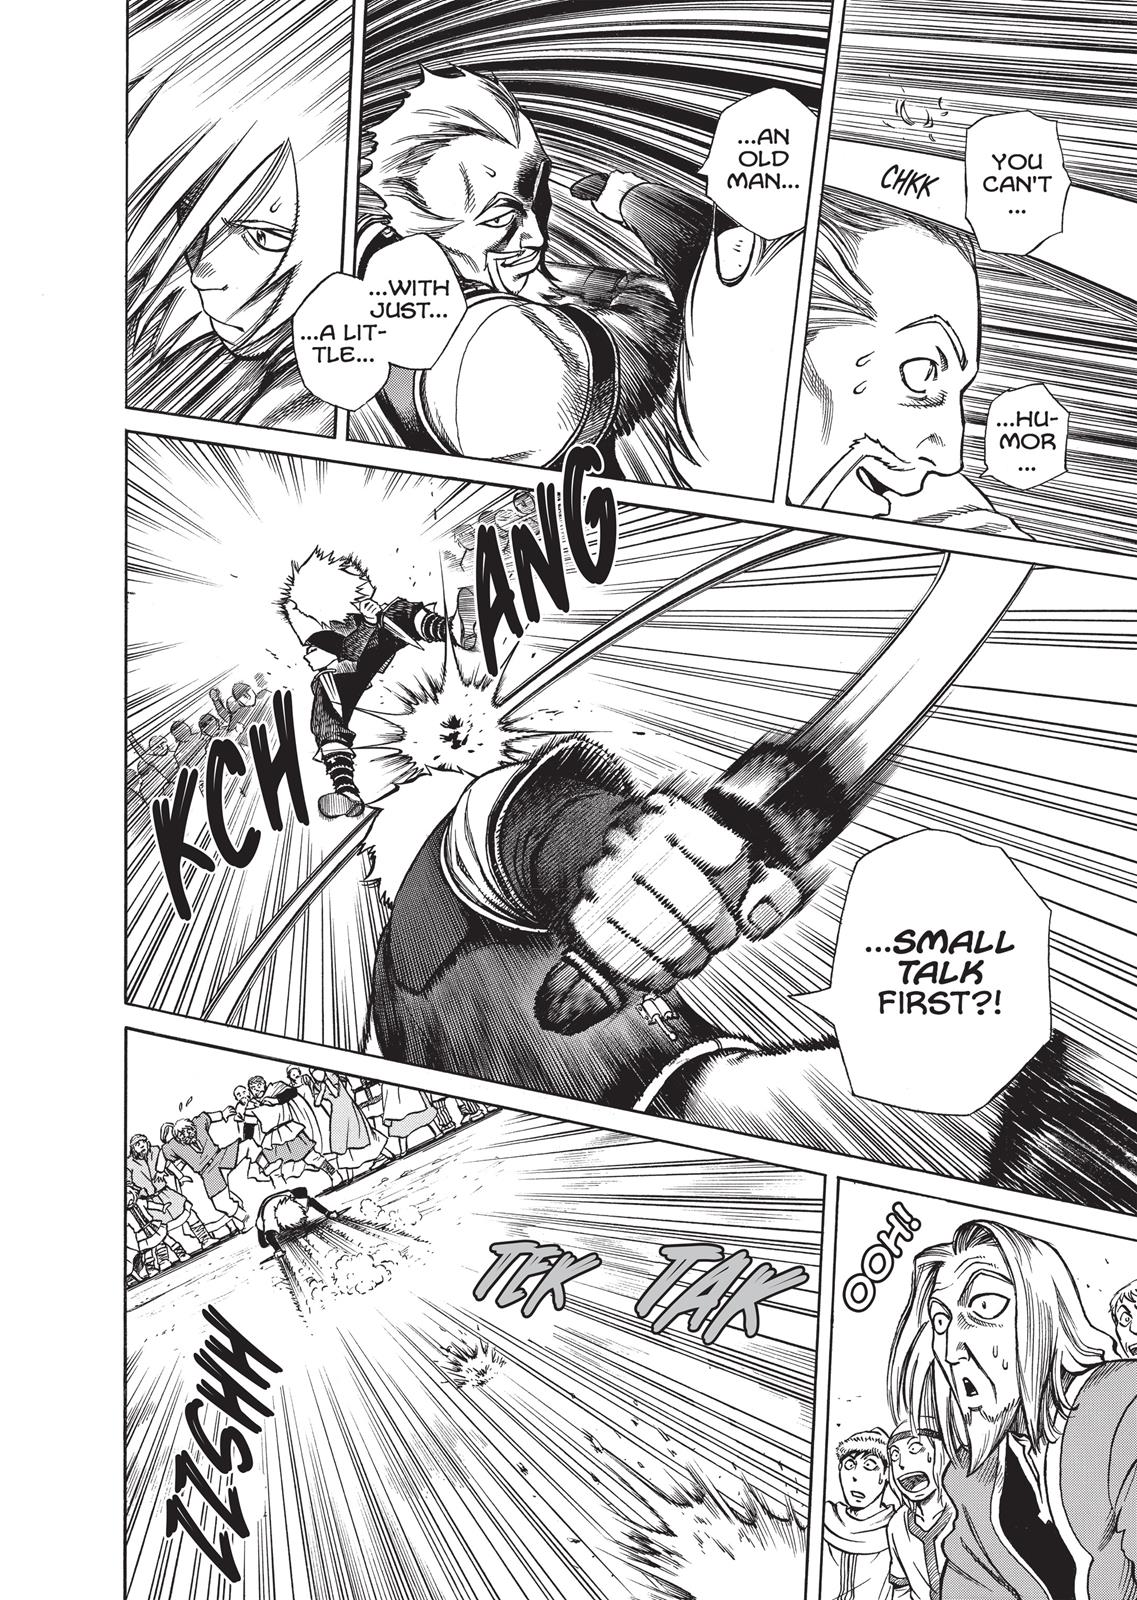 YOU
CAN'T
...
CHKK
...HU-
MOR
...
...AN
OLD
MAN...
...WITH
JUST...
...A LIT-
TLE...
ANG
KCH
...SMALL
TALK
FIRST?!
OOH!
TEK TAK
ZZSHH